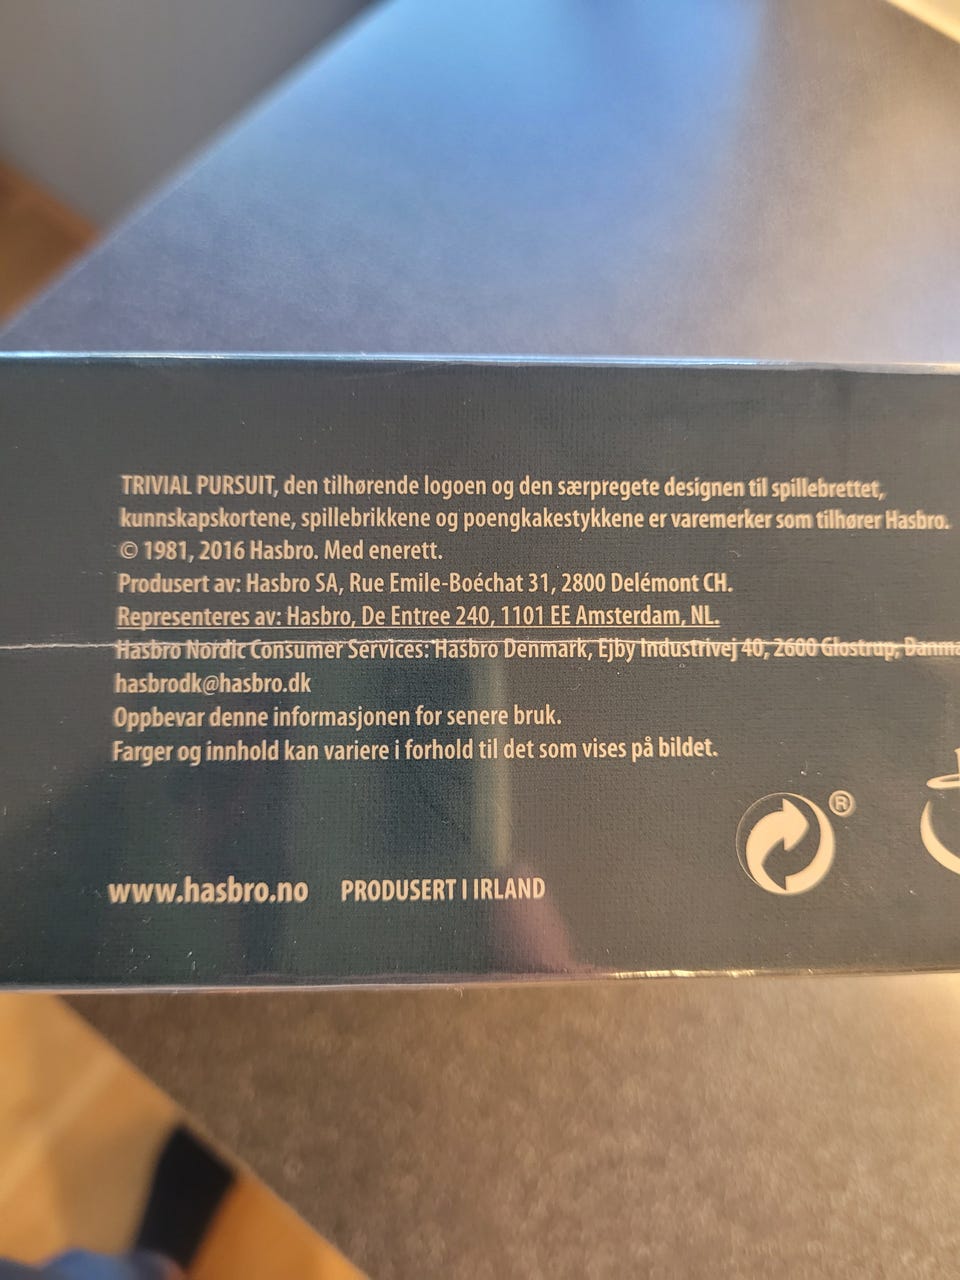 TRIVIAL PURSUIT, den tilhørende logoen og den særpregete designen til spillebrettet,
kunnskapskortene, spillebrikkene og poengkakestykkene er varemerker som tilhører Hasbro.
© 1981, 2016 Hasbro. Med enerett.
Produsert av: Hasbro SA, Rue Emile-Boéchat 31, 2800 Delémont CH.
Representeres av: Hasbro, De Entree 240, 1101 EE Amsterdam, NL.
Hasbro Nordic Consumer Services: Hasbro Denmark, Ejby Industrivej 40, 2600 Glostrup, Danma
hasbrodk@hasbro.dk
Oppbevar denne informasjonen for senere bruk.
Farger og innhold kan variere i forhold til det som vises på bildet.
®
www.hasbro.no PRODUSERT I IRLAND